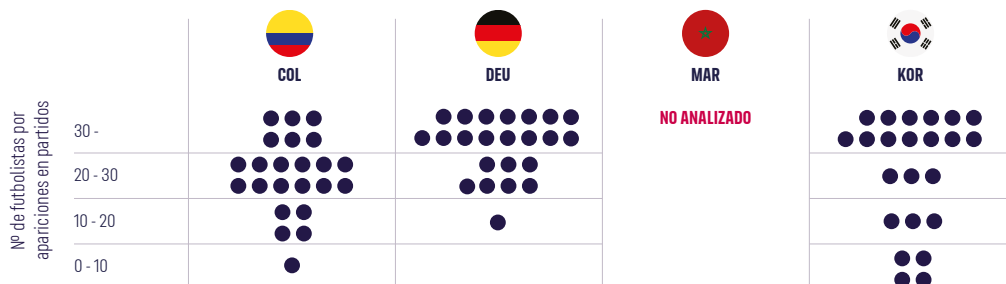 COL
DEU
MAR
KOR
Nº de futbolistas por
apariciones en partidos
30 -
NO ANALIZADO
20 - 30
10 - 20
0 - 10